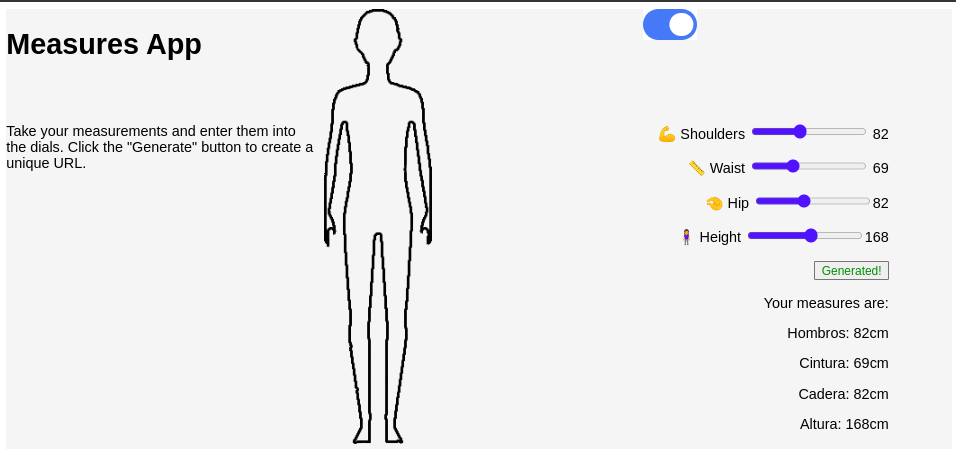 Measures App
Take your measurements and enter them into
the dials. Click the "Generate" button to create a
unique URL.
💪 Shoulders 82
📏 Waist 69
🤏 Hip 82
🧍‍♀️ Height 168
Generated!
Your measures are:
Hombros: 82cm
Cintura: 69cm
Cadera: 82cm
Altura: 168cm